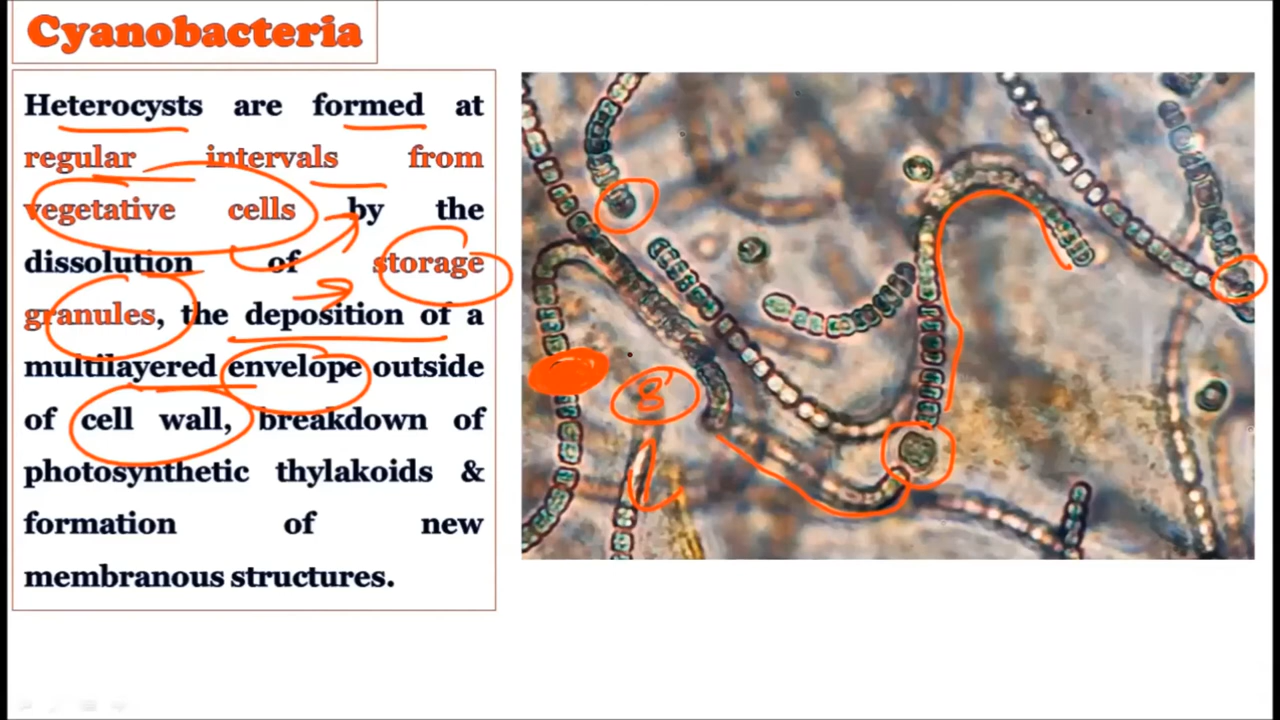 Cyanobacteria
Heterocysts are formed at
regular intervals from
vegetative cells by the
dissolution of storage
granules, the deposition of a
multilayered envelope outside
of cell wall, breakdown of
photosynthetic thylakoids &
formation of new
membranous structures.